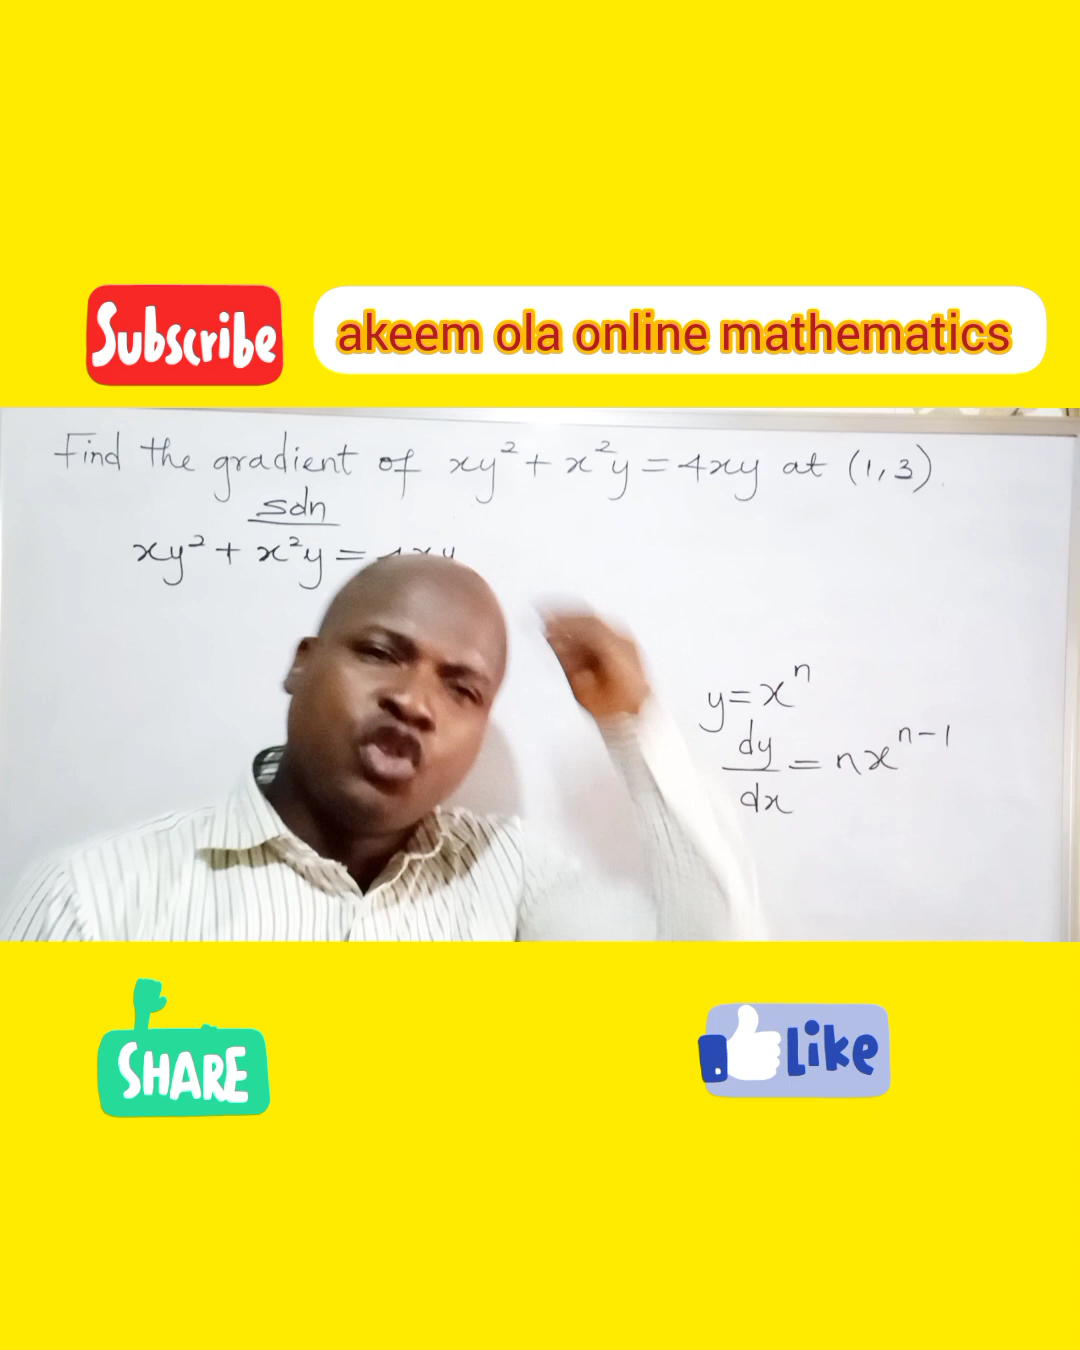 Subscribe
akeem ola online mathematics
Find the gradient of xy² + x²y = 4xy at (1,3).
soln
xy² + x²y = 4xy
y = xⁿ
dy
dx
= nxⁿ⁻¹
SHARE
Like